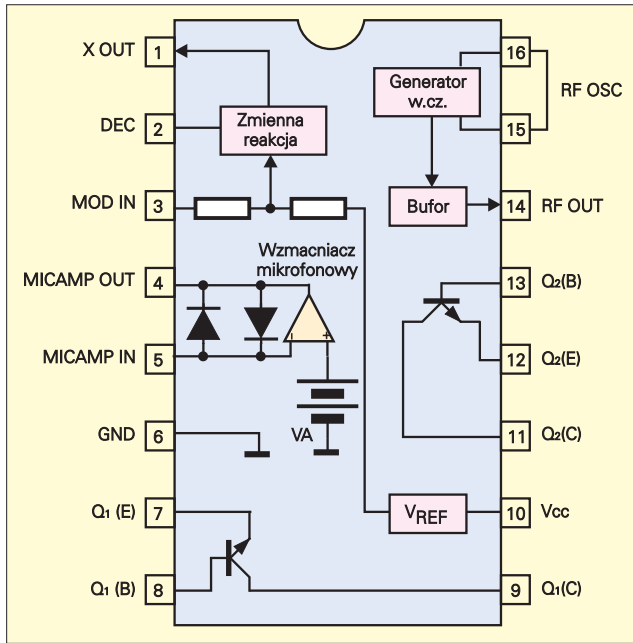 X OUT
1
DEC
2
MOD IN
3
MICAMP OUT
4
MICAMP IN
5
GND
6
Q1 (E)
7
Q1 (B)
8
Zmienna
reakcja
Wzmacniacz
mikrofonowy
-
+
VA
Generator
w.cz.
Bufor
VREF
16
RF OSC
15
14
RF OUT
13
Q2(B)
12
Q2(E)
11
Q2(C)
10
Vcc
9
Q1(C)